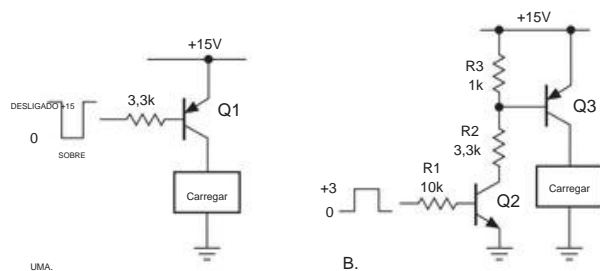 +15V
DESLIGADO +15
3,3k
Q1
0
SOBRE
Carregar
UMA.
+15V
R3
1k
Q3
R2
3,3k
R1
10k
+3
0
Q2
Carregar
B.